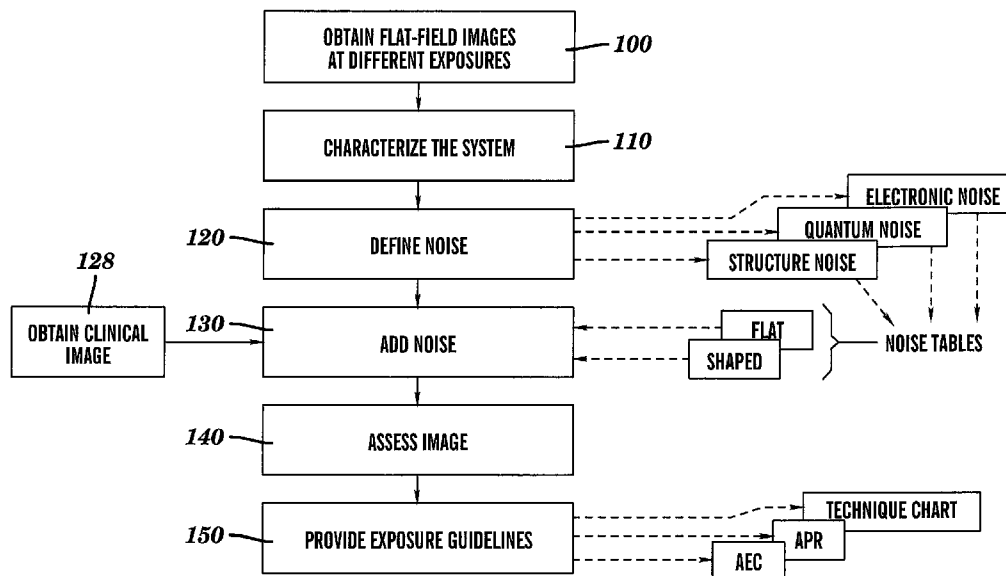 OBTAIN FLAT-FIELD IMAGES
AT DIFFERENT EXPOSURES
100
CHARACTERIZE THE SYSTEM
110
120
DEFINE NOISE
ELECTRONIC NOISE
QUANTUM NOISE
STRUCTURE NOISE
128
OBTAIN CLINICAL
IMAGE
130
ADD NOISE
FLAT
SHAPED
NOISE TABLES
140
ASSESS IMAGE
150
PROVIDE EXPOSURE GUIDELINES
TECHNIQUE CHART
APR
AEC